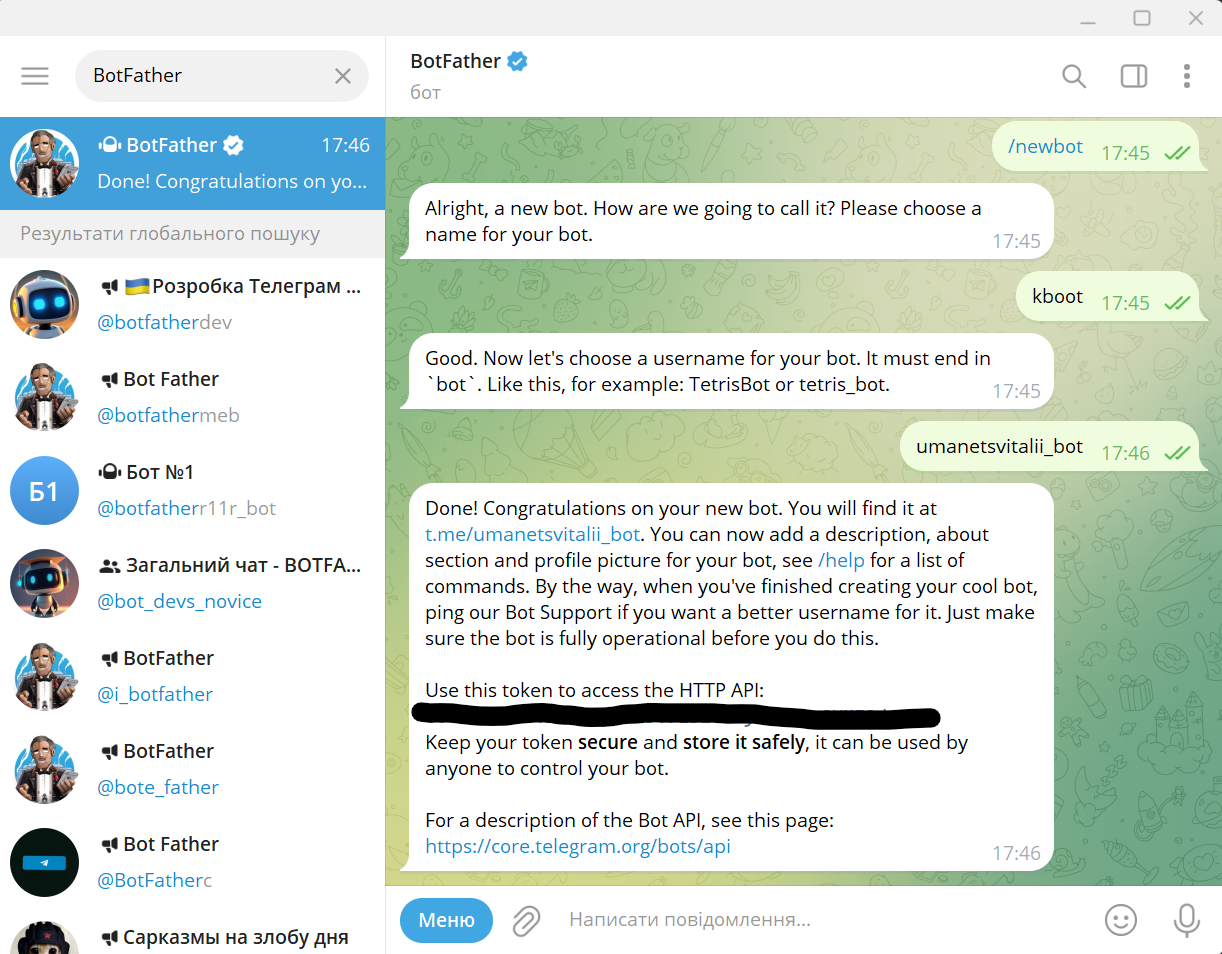 BotFather
BotFather
17:46
Done! Congratulations on yo...
Результати глобального пошуку
Розробка Телеграм ...
@botfatherdev
Bot Father
@botfathermeb
Б1
Бот №1
@botfatherr11r_bot
Загальний чат - BOTFA...
@bot_devs_novice
BotFather
@i_botfather
BotFather
@bote_father
Bot Father
@BotFatherc
Сарказмы на злобу дня
BotFather
бот
/newbot 17:45
Alright, a new bot. How are we going to call it? Please choose a
name for your bot.
17:45
kboot 17:45
Good. Now let's choose a username for your bot. It must end in
`bot`. Like this, for example: TetrisBot or tetris_bot.
17:45
umanetsvitalii_bot 17:46
Done! Congratulations on your new bot. You will find it at
t.me/umanetsvitalii_bot. You can now add a description, about
section and profile picture for your bot, see /help for a list of
commands. By the way, when you've finished creating your cool bot,
ping our Bot Support if you want a better username for it. Just make
sure the bot is fully operational before you do this.
Use this token to access the HTTP API:
Keep your token secure and store it safely, it can be used by
anyone to control your bot.
For a description of the Bot API, see this page:
https://core.telegram.org/bots/api
17:46
Меню
Написати повідомлення...